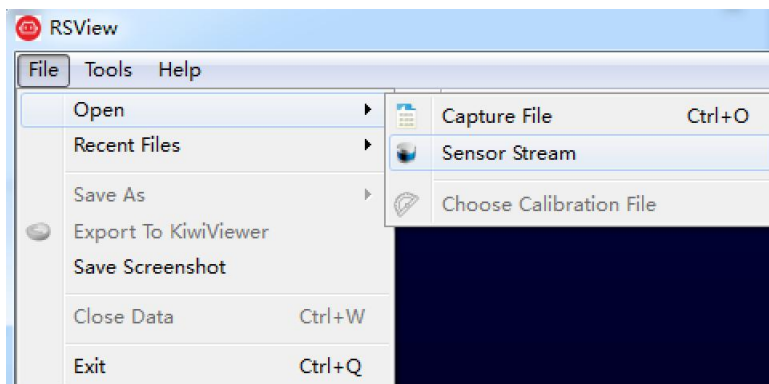 RSView
File Tools Help
Open
Capture File Ctrl+O
Recent Files
Sensor Stream
Save As
Choose Calibration File
Export To KiwiViewer
Save Screenshot
Close Data Ctrl+W
Exit Ctrl+Q